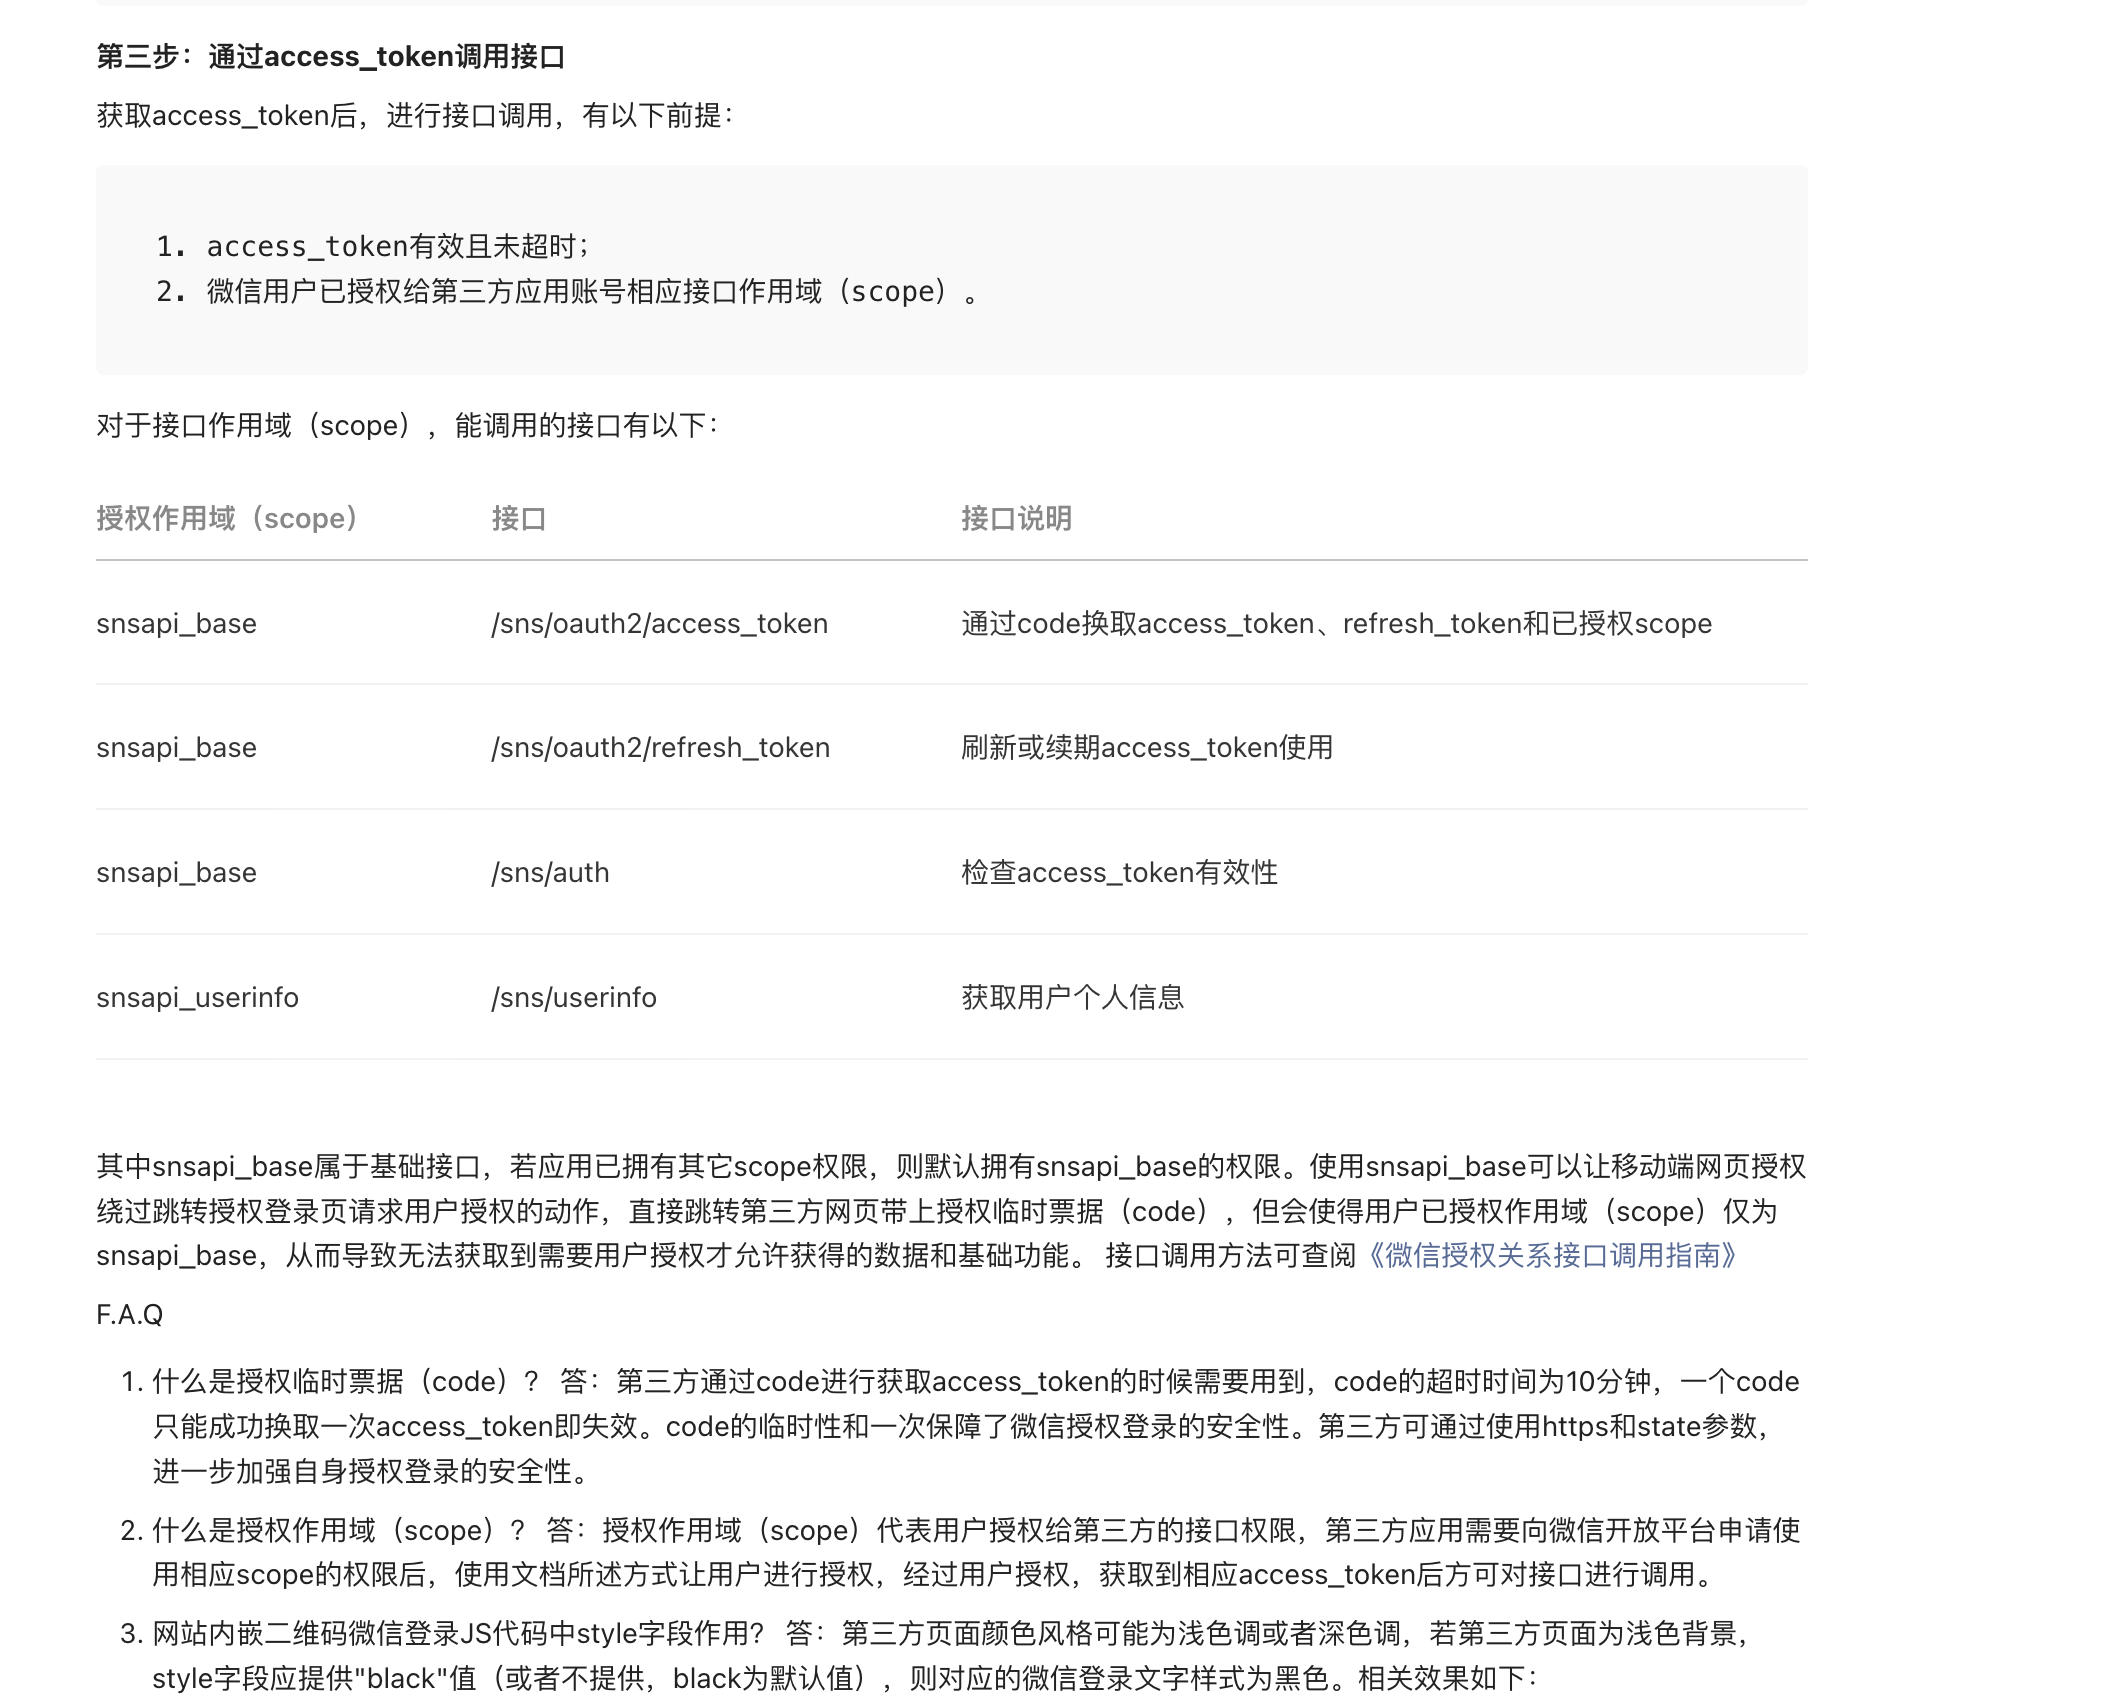 第三步：通过access_token调用接口
获取access_token后，进行接口调用，有以下前提：
1. access_token有效且未超时；
2. 微信用户已授权给第三方应用账号相应接口作用域（scope）。
对于接口作用域（scope），能调用的接口有以下：
授权作用域（scope） 接口 接口说明
snsapi_base /sns/oauth2/access_token 通过code换取access_token、refresh_token和已授权scope
snsapi_base /sns/oauth2/refresh_token 刷新或续期access_token使用
snsapi_base /sns/auth 检查access_token有效性
snsapi_userinfo /sns/userinfo 获取用户个人信息
其中snsapi_base属于基础接口，若应用已拥有其它scope权限，则默认拥有snsapi_base的权限。使用snsapi_base可以让移动端网页授权
绕过跳转授权登录页请求用户授权的动作，直接跳转第三方网页带上授权临时票据（code），但会使得用户已授权作用域（scope）仅为
snsapi_base，从而导致无法获取到需要用户授权才允许获得的数据和基础功能。 接口调用方法可查阅《微信授权关系接口调用指南》
F.A.Q
1. 什么是授权临时票据（code）？ 答：第三方通过code进行获取access_token的时候需要用到，code的超时时间为10分钟，一个code
只能成功换取一次access_token即失效。code的临时性和一次保障了微信授权登录的安全性。第三方可通过使用https和state参数，
进一步加强自身授权登录的安全性。
2. 什么是授权作用域（scope）？ 答：授权作用域（scope）代表用户授权给第三方的接口权限，第三方应用需要向微信开放平台申请使
用相应scope的权限后，使用文档所述方式让用户进行授权，经过用户授权，获取到相应access_token后方可对接口进行调用。
3. 网站内嵌二维码微信登录JS代码中style字段作用？ 答：第三方页面颜色风格可能为浅色调或者深色调，若第三方页面为浅色背景，
style字段应提供"black"值（或者不提供，black为默认值），则对应的微信登录文字样式为黑色。相关效果如下：